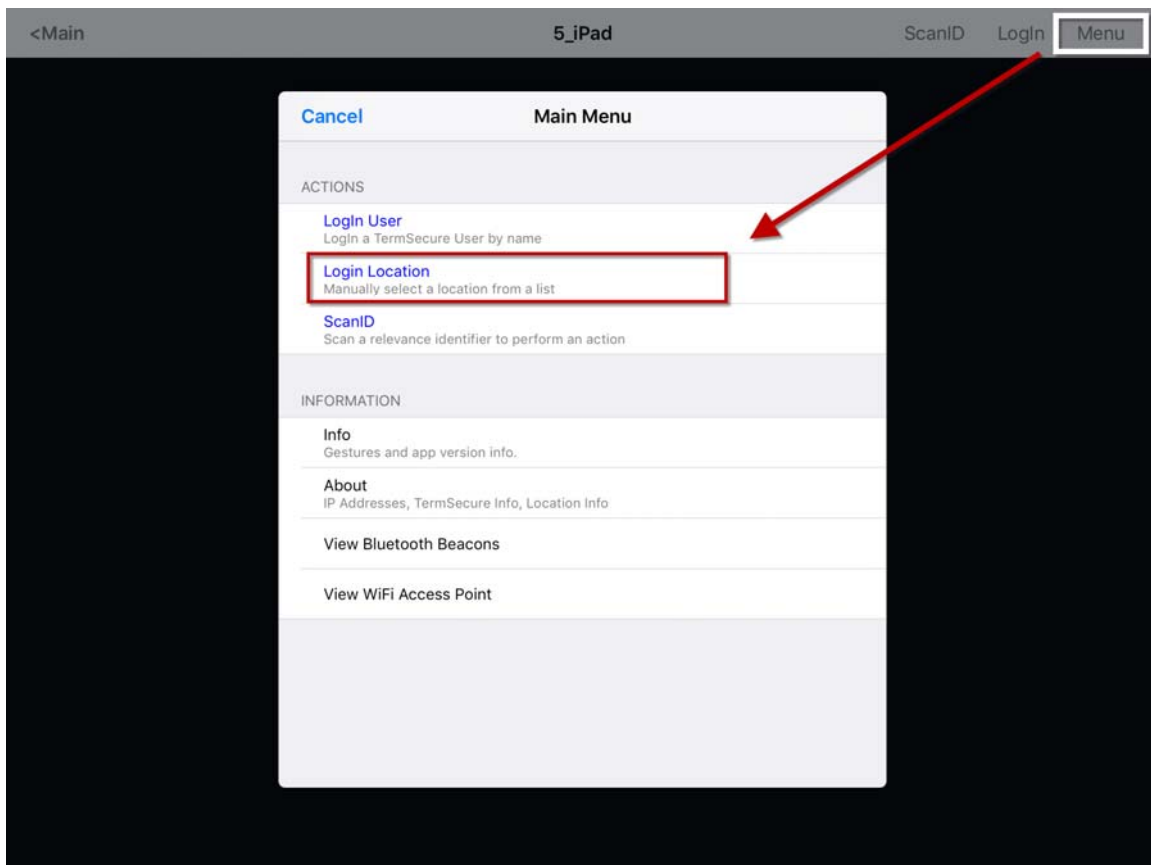 <Main 5_iPad ScanID LogIn Menu
Cancel Main Menu
ACTIONS
LogIn User
LogIn a TermSecure User by name
Login Location
Manually select a location from a list
ScanID
Scan a relevance identifier to perform an action
INFORMATION
Info
Gestures and app version info.
About
IP Addresses, TermSecure Info, Location Info
View Bluetooth Beacons
View WiFi Access Point